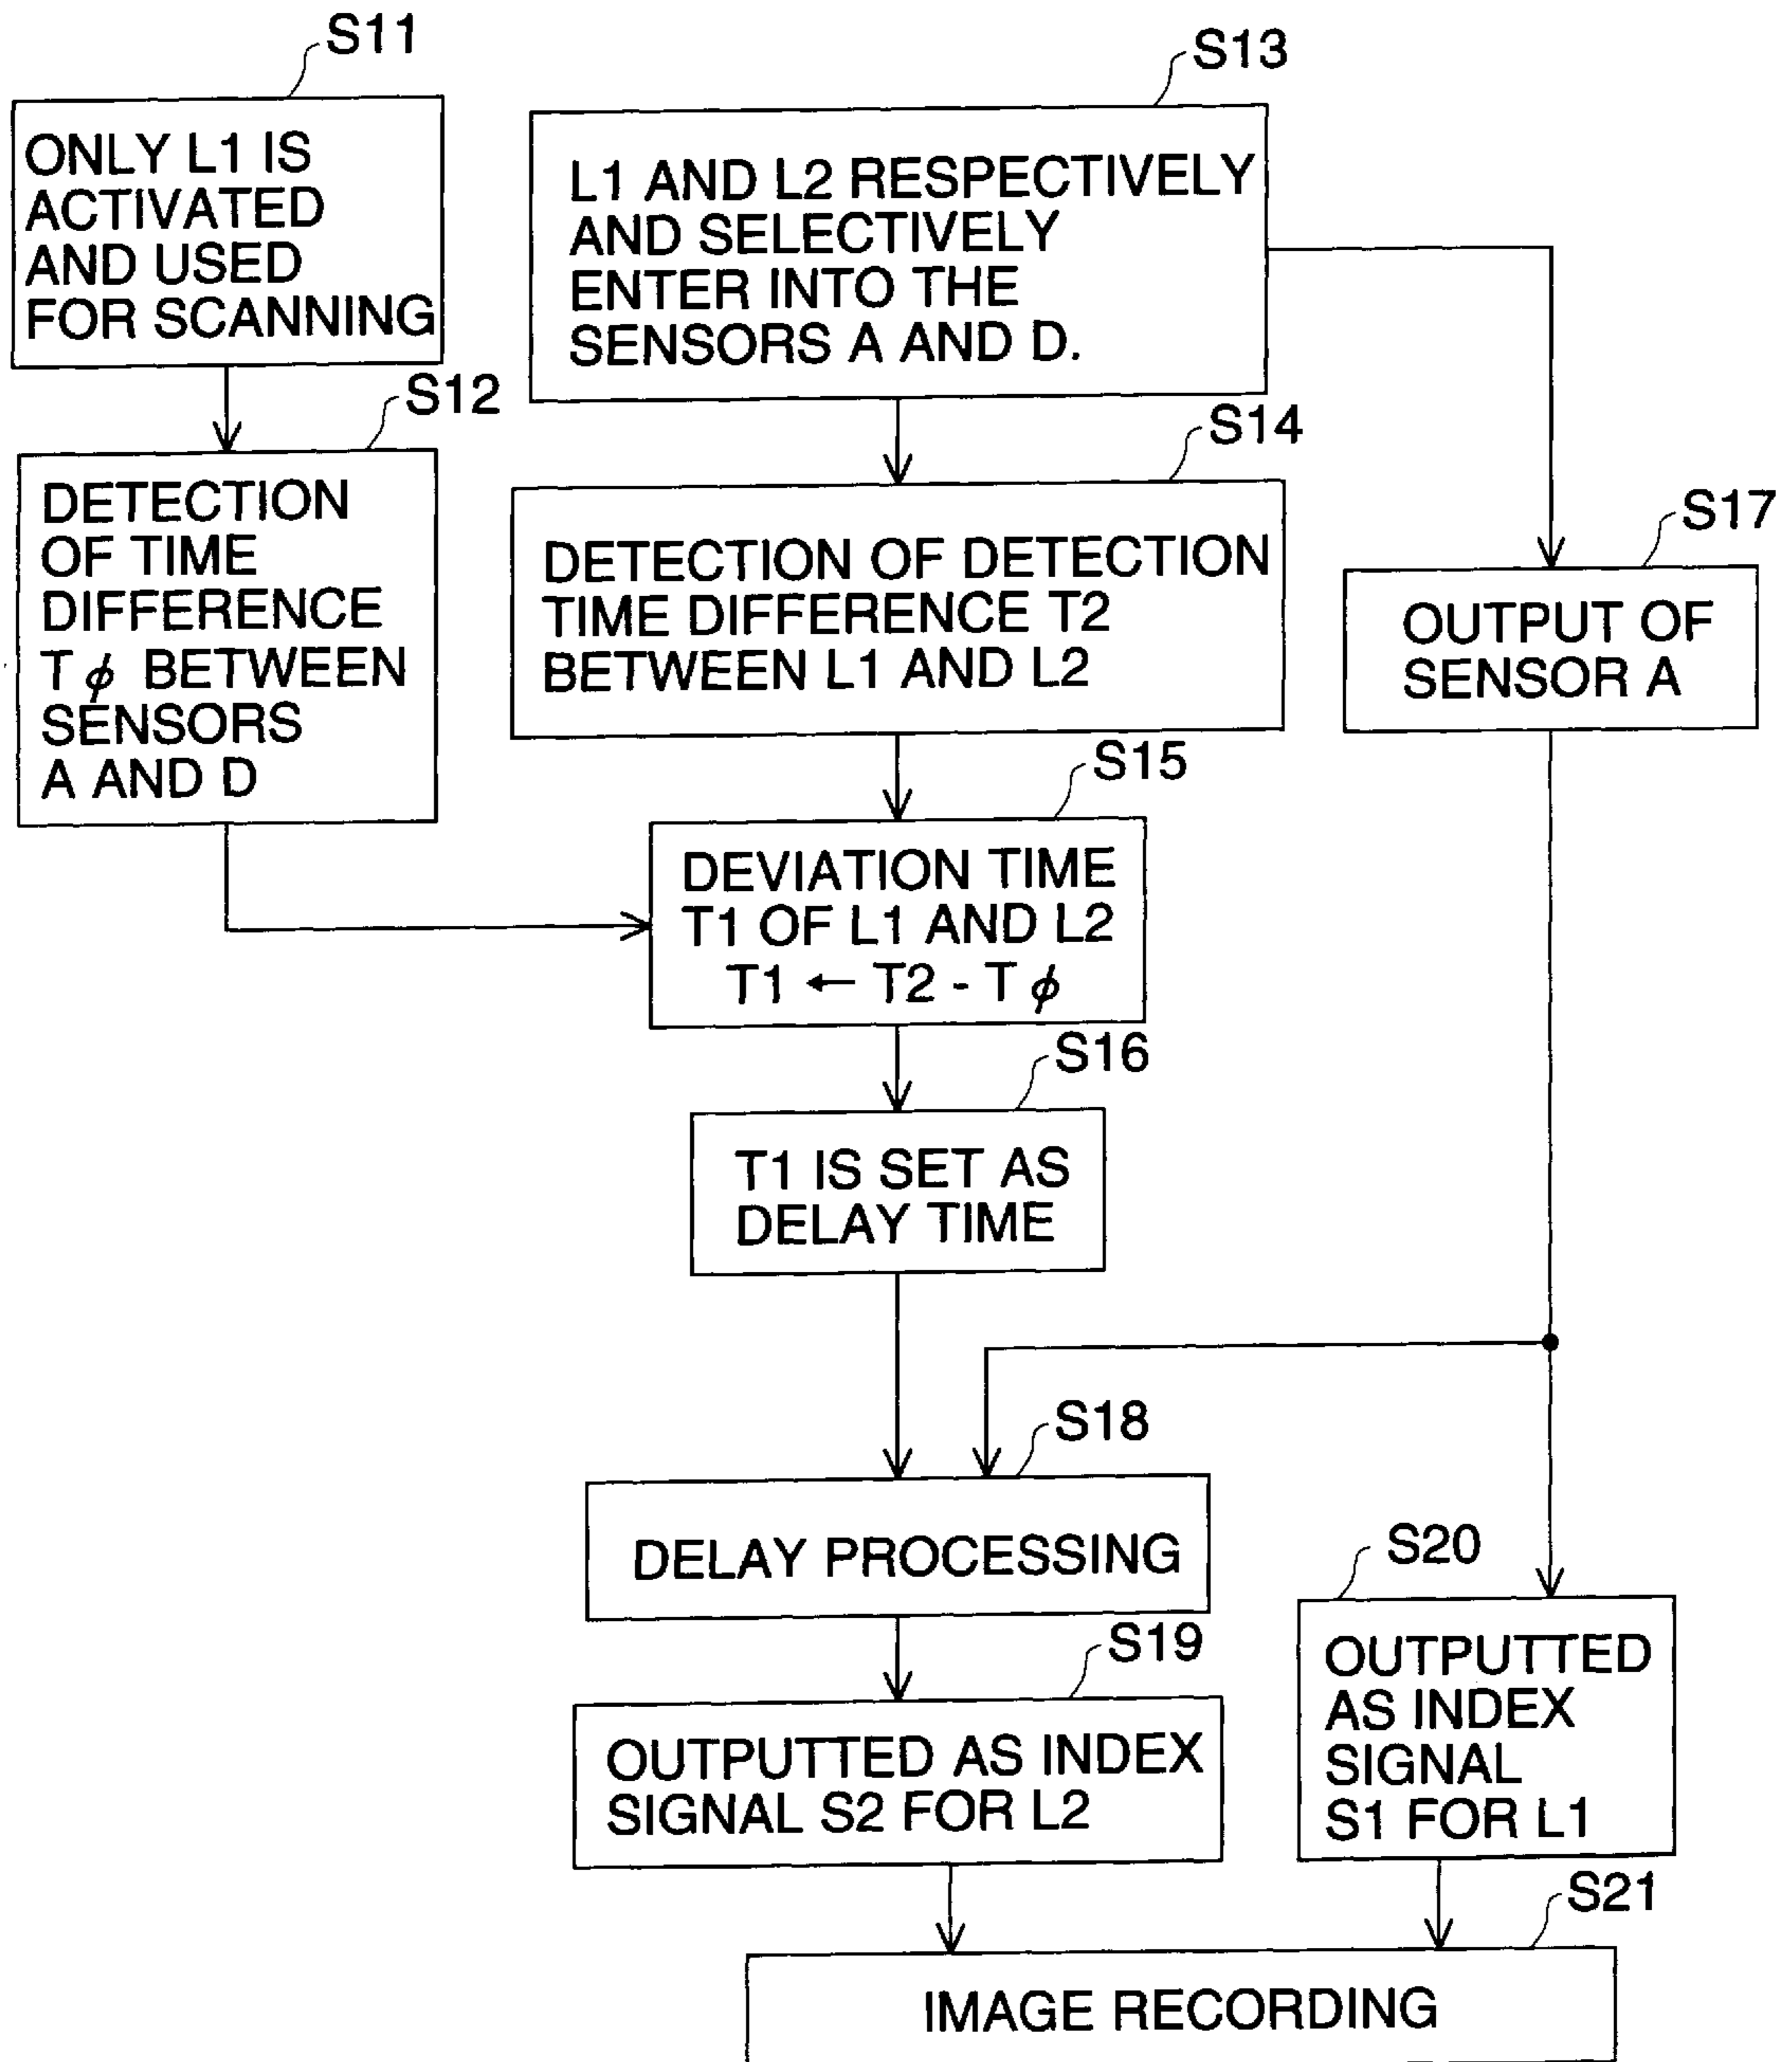 S11
ONLY L1 IS
ACTIVATED
AND USED
FOR SCANNING
S13
L1 AND L2 RESPECTIVELY
AND SELECTIVELY
ENTER INTO THE
SENSORS A AND D.
S12
DETECTION
OF TIME
DIFFERENCE
T ϕ BETWEEN
SENSORS
A AND D
S14
DETECTION OF DETECTION
TIME DIFFERENCE T2
BETWEEN L1 AND L2
S17
OUTPUT OF
SENSOR A
S15
DEVIATION TIME
T1 OF L1 AND L2
T1 ← T2 - T ϕ
S16
T1 IS SET AS
DELAY TIME
S18
DELAY PROCESSING
S19
OUTPUTTED AS INDEX
SIGNAL S2 FOR L2
S20
OUTPUTTED
AS INDEX
SIGNAL
S1 FOR L1
S21
IMAGE RECORDING